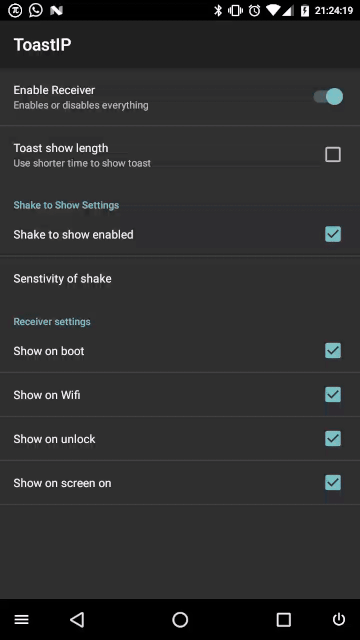 21:24:19
ToastIP
Enable Receiver
Enables or disables everything
Toast show length
Use shorter time to show toast
Shake to Show Settings
Shake to show enabled
Senstivity of shake
Receiver settings
Show on boot
Show on Wifi
Show on unlock
Show on screen on